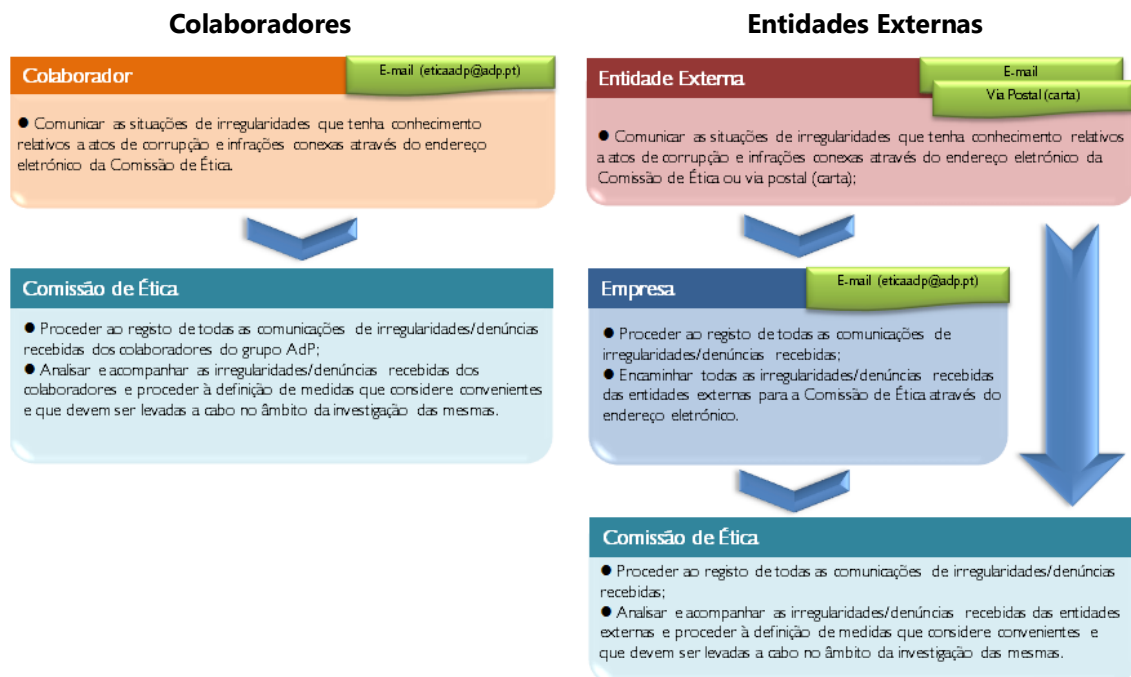 Colaboradores
Colaborador
E-mail (eticaadp@adp.pt)
● Comunicar as situações de irregularidades que tenha conhecimento
relativos a atos de corrupção e infrações conexas através do endereço
eletrónico da Comissão de Ética.
Comissão de Ética
● Proceder ao registo de todas as comunicações de irregularidades/denúncias
recebidas dos colaboradores do grupo AdP;
● Analisar e acompanhar as irregularidades/denúncias recebidas dos
colaboradores e proceder à definição de medidas que considere convenientes
e que devem ser levadas a cabo no âmbito da investigação das mesmas.
Entidades Externas
Entidade Externa
E-mail
Via Postal (carta)
● Comunicar as situações de irregularidades que tenha conhecimento relativos
a atos de corrupção e infrações conexas através do endereço eletrónico da
Comissão de Ética ou via postal (carta);
Empresa
E-mail (eticaadp@adp.pt)
● Proceder ao registo de todas as comunicações de
irregularidades/denúncias recebidas;
● Encaminhar todas as irregularidades/denúncias recebidas
das entidades externas para a Comissão de Ética através do
endereço eletrónico.
Comissão de Ética
● Proceder ao registo de todas as comunicações de irregularidades/denúncias
recebidas;
● Analisar e acompanhar as irregularidades/denúncias recebidas das entidades
externas e proceder à definição de medidas que considere convenientes e
que devem ser levadas a cabo no âmbito da investigação das mesmas.